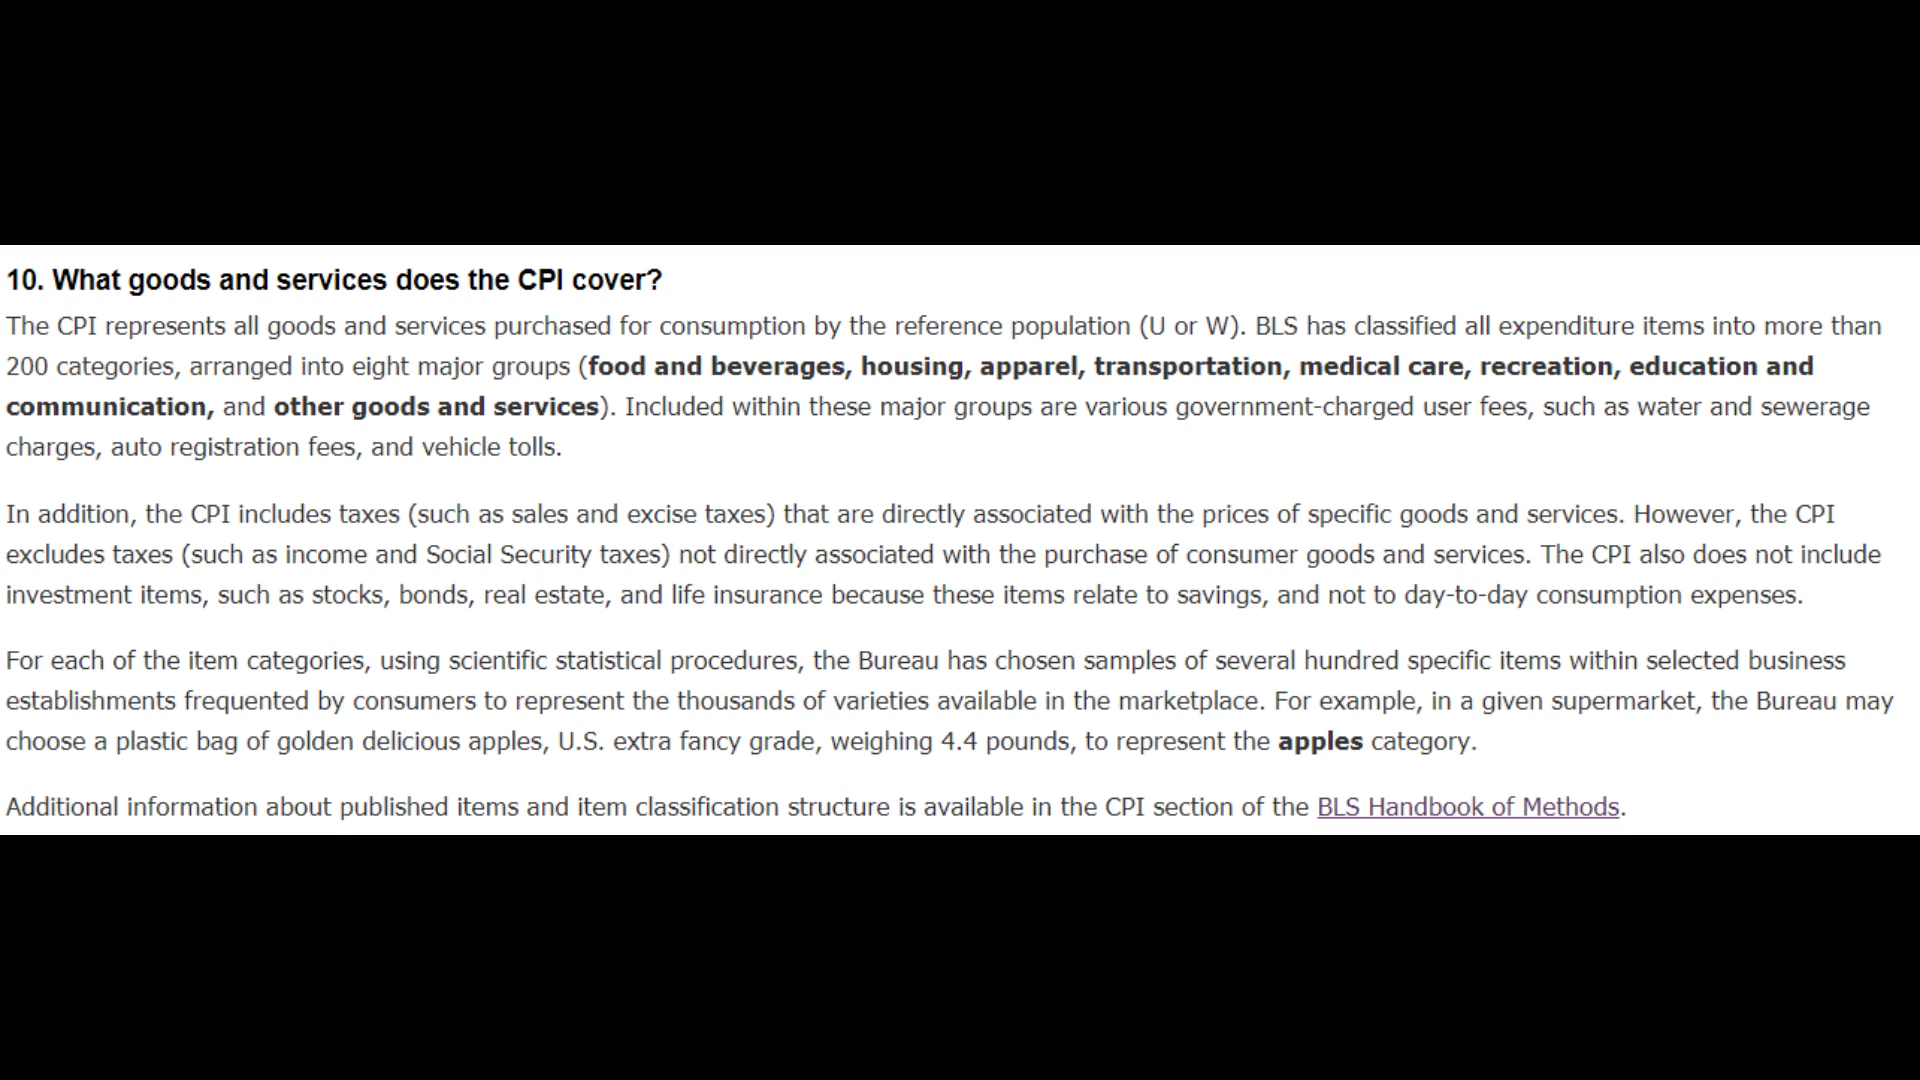 10. What goods and services does the CPI cover?
The CPI represents all goods and services purchased for consumption by the reference population (U or W). BLS has classified all expenditure items into more than
200 categories, arranged into eight major groups (food and beverages, housing, apparel, transportation, medical care, recreation, education and
communication, and other goods and services). Included within these major groups are various government-charged user fees, such as water and sewerage
charges, auto registration fees, and vehicle tolls.
In addition, the CPI includes taxes (such as sales and excise taxes) that are directly associated with the prices of specific goods and services. However, the CPI
excludes taxes (such as income and Social Security taxes) not directly associated with the purchase of consumer goods and services. The CPI also does not include
investment items, such as stocks, bonds, real estate, and life insurance because these items relate to savings, and not to day-to-day consumption expenses.
For each of the item categories, using scientific statistical procedures, the Bureau has chosen samples of several hundred specific items within selected business
establishments frequented by consumers to represent the thousands of varieties available in the marketplace. For example, in a given supermarket, the Bureau may
choose a plastic bag of golden delicious apples, U.S. extra fancy grade, weighing 4.4 pounds, to represent the apples category.
Additional information about published items and item classification structure is available in the CPI section of the BLS Handbook of Methods.